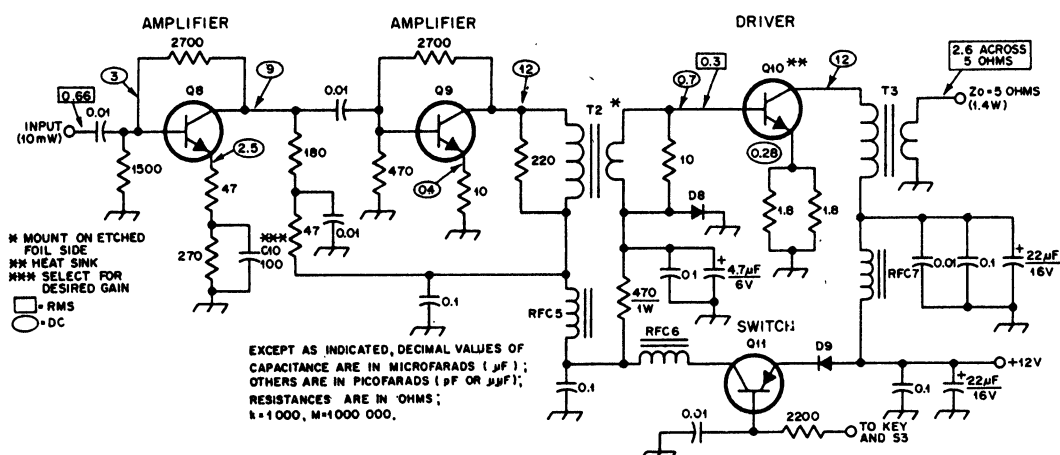 AMPLIFIER
AMPLIFIER
DRIVER
2700
2700
3
9
12
0.7
0.3
Q10 **
12
2.6 ACROSS
5 OHMS
0.66
Q8
0.01
Q9
T2
*
T3
Zo = 5 OHMS
(1.4W)
0.01
INPUT
(10mW)
2.5
180
470
04
220
10
0.28
1500
47
10
D8
1.8
1.8
* MOUNT ON ETCHED
FOIL SIDE
** HEAT SINK
*** SELECT FOR
DESIRED GAIN
□ = RMS
○ = DC
270
***
C10
100
47
0.01
0.1
4.7µF
6V
RFC7
0.01
0.1
22µF
16V
0.1
RFC5
470
1W
RFC6
SWITCH
Q11
D9
+12V
EXCEPT AS INDICATED, DECIMAL VALUES OF
CAPACITANCE ARE IN MICROFARADS ( µF ) ;
OTHERS ARE IN PICOFARADS ( pF OR µµF ) ;
RESISTANCES ARE IN OHMS ;
k = 1000, M = 1000 000.
0.1
0.1
22µF
16V
0.01
2200
TO KEY
AND S3